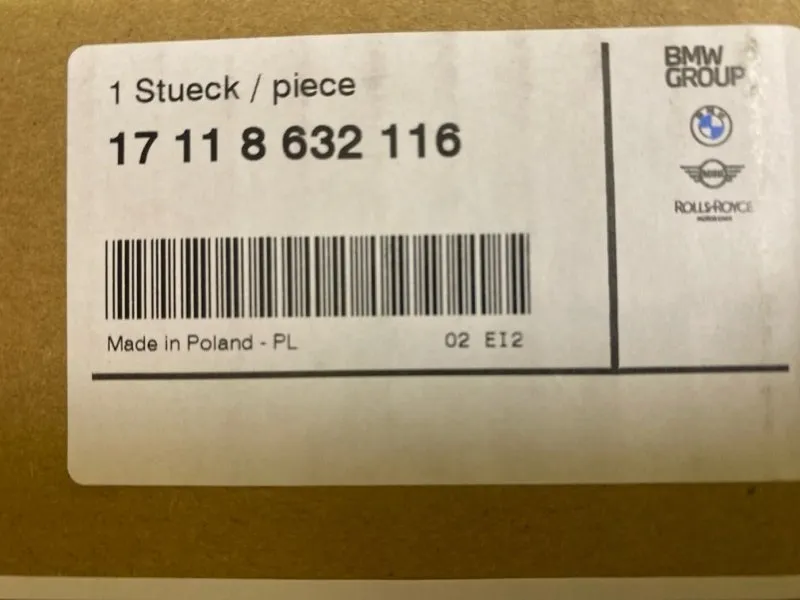 1 Stueck / piece
17 11 8 632 116
Made in Poland - PL
02 EI2
BMW
GROUP
ROLLS-ROYCE